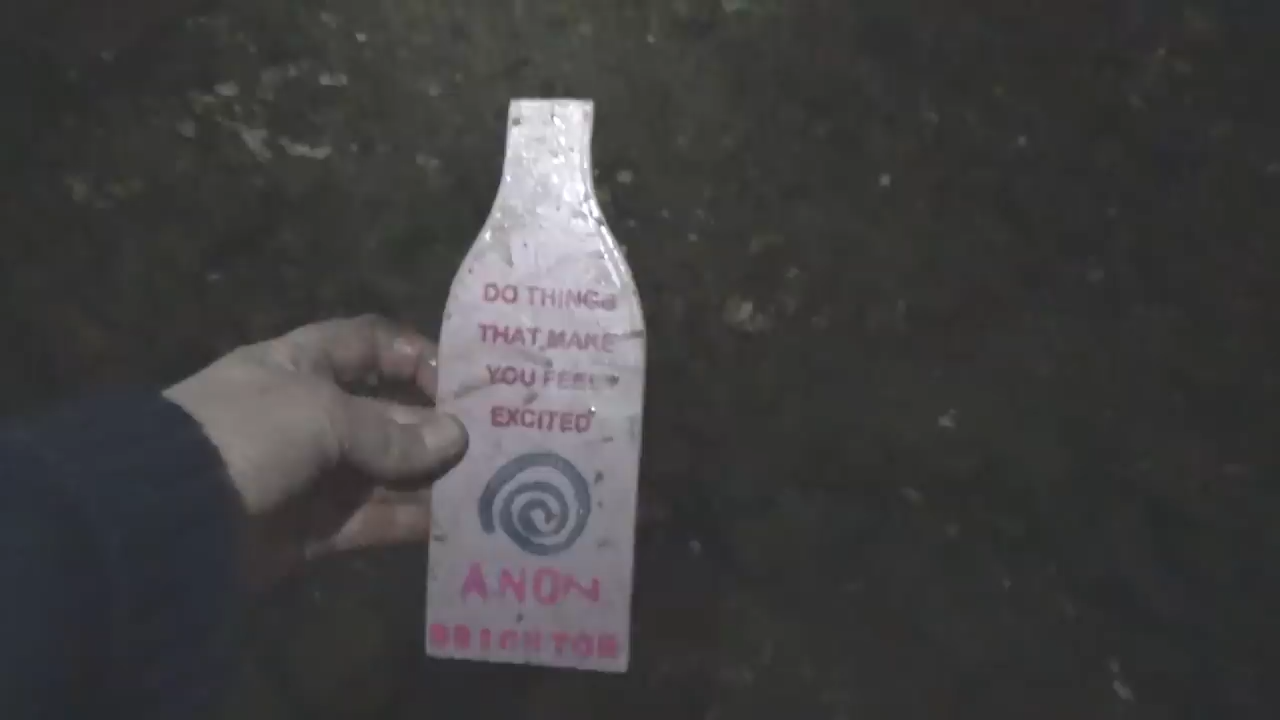 DO THINGS
THAT MAKE
YOU FEEL
EXCITED
ANON
BRIGHTON